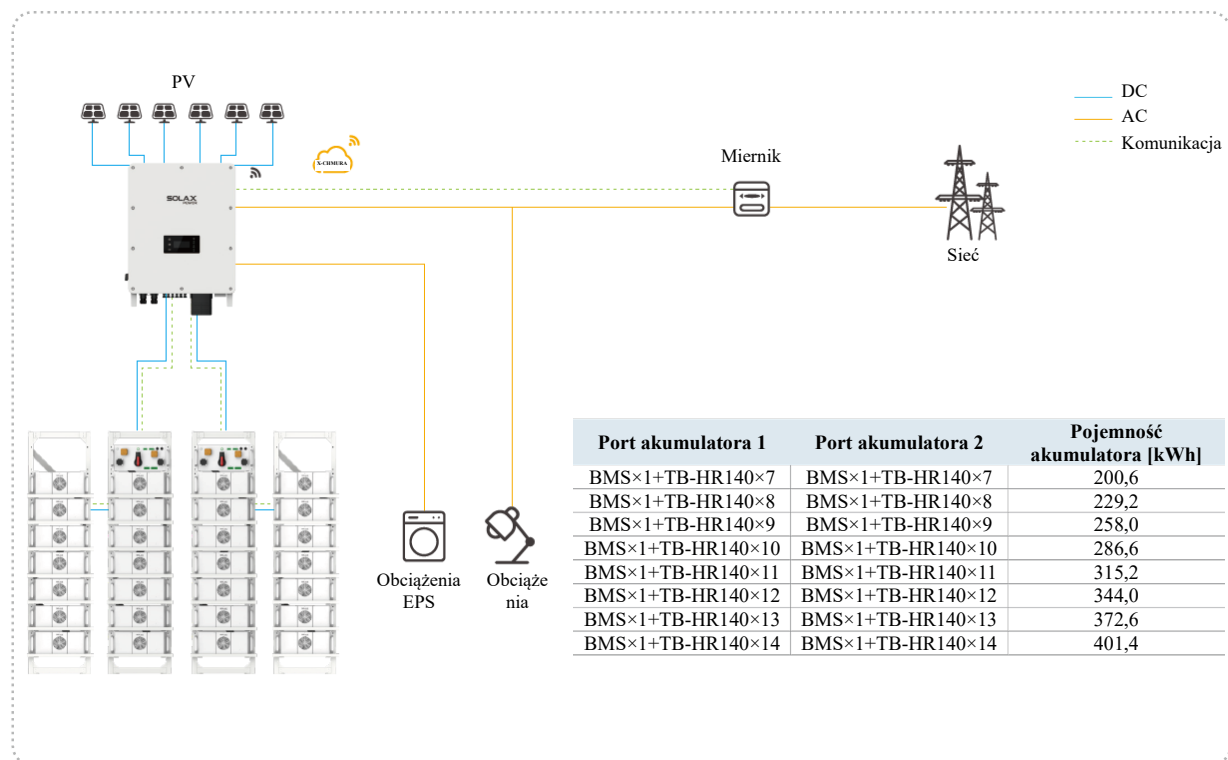 PV
DC
AC
Komunikacja
X-CHMURA
Miernik
SOLAX
POWER
Sieć
Obciążenia
EPS
Obciąże
nia
Port akumulatora 1 Port akumulatora 2 Pojemność
akumulatora [kWh]
BMS×1+TB-HR140×7 BMS×1+TB-HR140×7 200,6
BMS×1+TB-HR140×8 BMS×1+TB-HR140×8 229,2
BMS×1+TB-HR140×9 BMS×1+TB-HR140×9 258,0
BMS×1+TB-HR140×10 BMS×1+TB-HR140×10 286,6
BMS×1+TB-HR140×11 BMS×1+TB-HR140×11 315,2
BMS×1+TB-HR140×12 BMS×1+TB-HR140×12 344,0
BMS×1+TB-HR140×13 BMS×1+TB-HR140×13 372,6
BMS×1+TB-HR140×14 BMS×1+TB-HR140×14 401,4